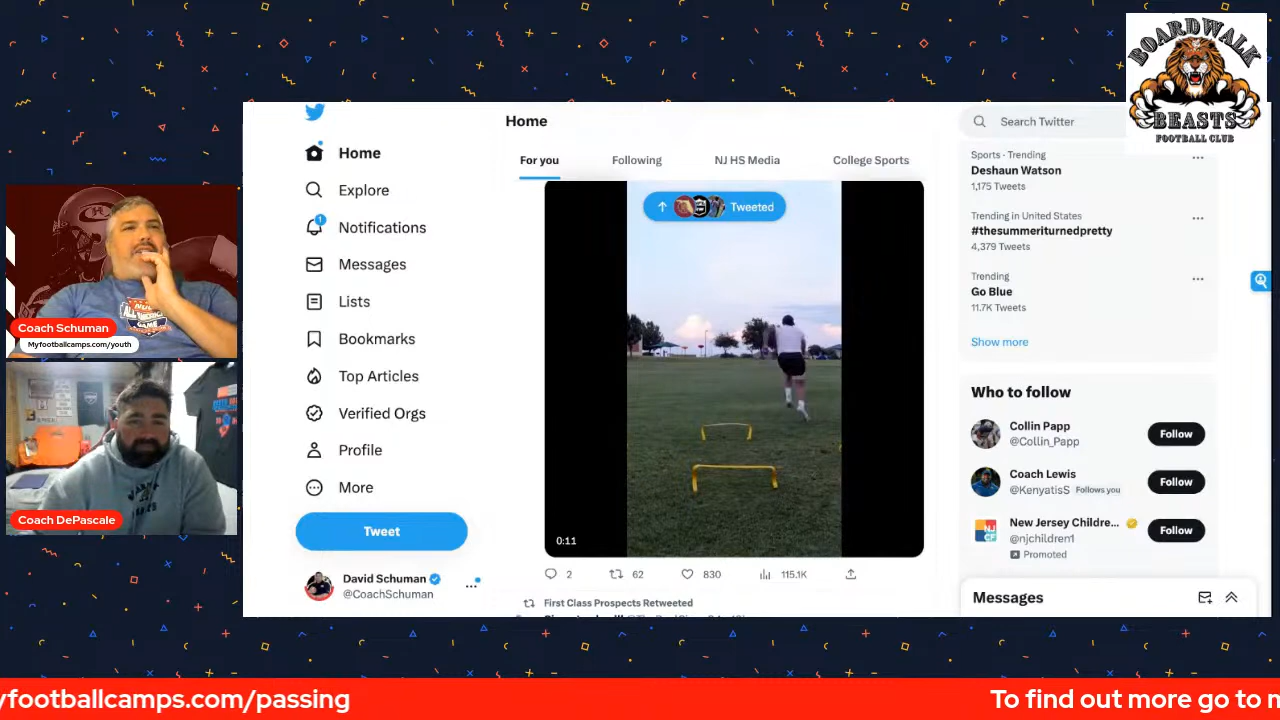 BOARDWALK
BEASTS
FOOTBALL CLUB
Home
Explore
1
Notifications
Messages
Lists
Bookmarks
Top Articles
Verified Orgs
Profile
More
Tweet
David Schuman
@CoachSchuman
Home
For you
Following
NJ HS Media
College Sports
Tweeted
0:11
2
62
830
115.1K
First Class Prospects Retweeted
Search Twitter
Sports · Trending
Deshaun Watson
1,175 Tweets
Trending in United States
#thesummeriturnedpretty
4,379 Tweets
Trending
Go Blue
11.7K Tweets
Show more
Who to follow
Collin Papp
@Collin_Papp
Follow
Coach Lewis
@KenyatisS Follows you
Follow
New Jersey Childre...
@njchildren1
Promoted
Follow
Messages
ALL AMERICA
GAME
Coach Schuman
Myfootballcamps.com/youth
Coach DePascale
yfootballcamps.com/passing
To find out more go to m